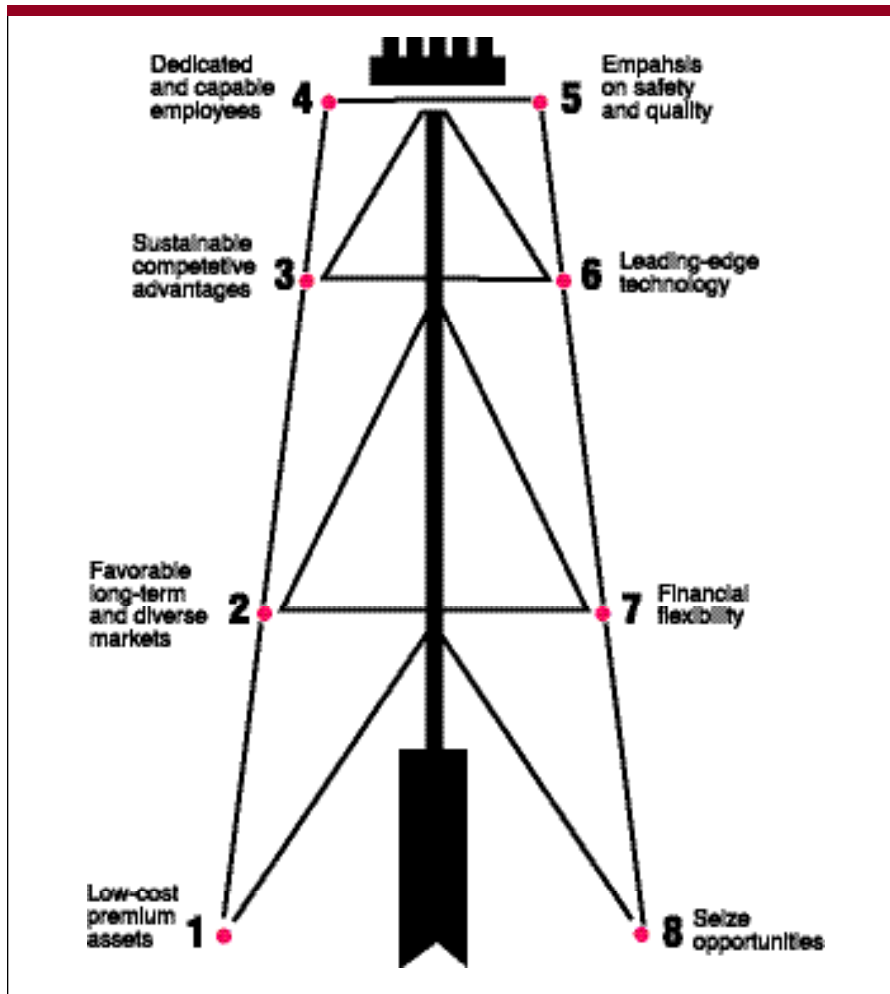 Dedicated
and capable
employees
4
5
Empahsis
on safety
and quality
Sustainable
competetive
advantages
3
6
Leading-edge
technology
Favorable
long-term
and diverse
markets
2
7
Financial
flexibility
Low-cost
premium
assets
1
8
Seize
opportunities